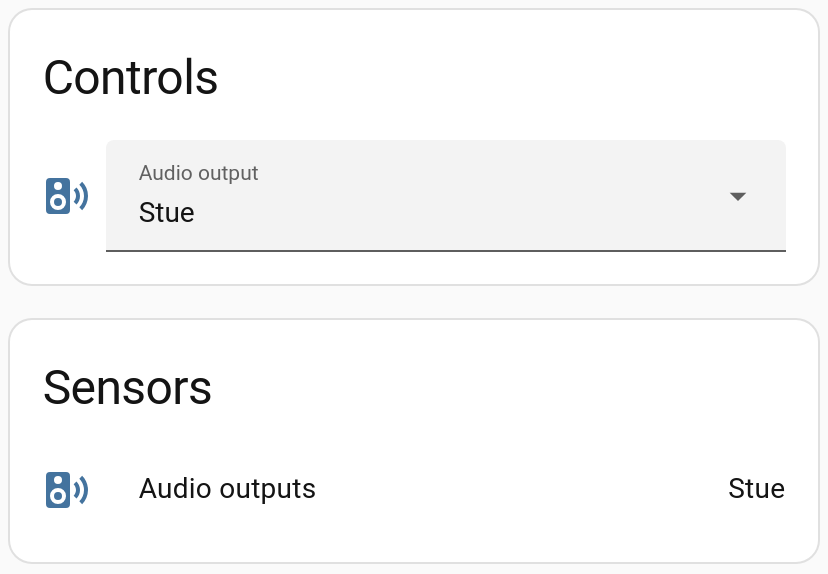 Controls
Audio output
Stue
Sensors
Audio outputs Stue